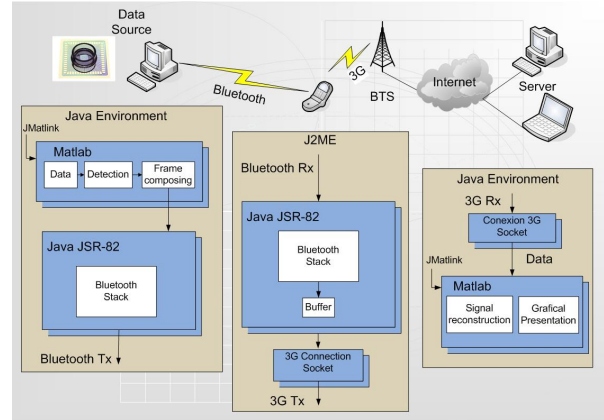 Data
Source
Bluetooth
3G
BTS
Internet
Server
Java Environment
JMatlink
Matlab
Data
Detection
Frame
composing
Java JSR-82
Bluetooth
Stack
Bluetooth Tx
J2ME
Bluetooth Rx
Java JSR-82
Bluetooth
Stack
Buffer
3G Connection
Socket
3G Tx
Java Environment
3G Rx
Conexion 3G
Socket
Data
JMatlink
Matlab
Signal
reconstruction
Grafical
Presentation